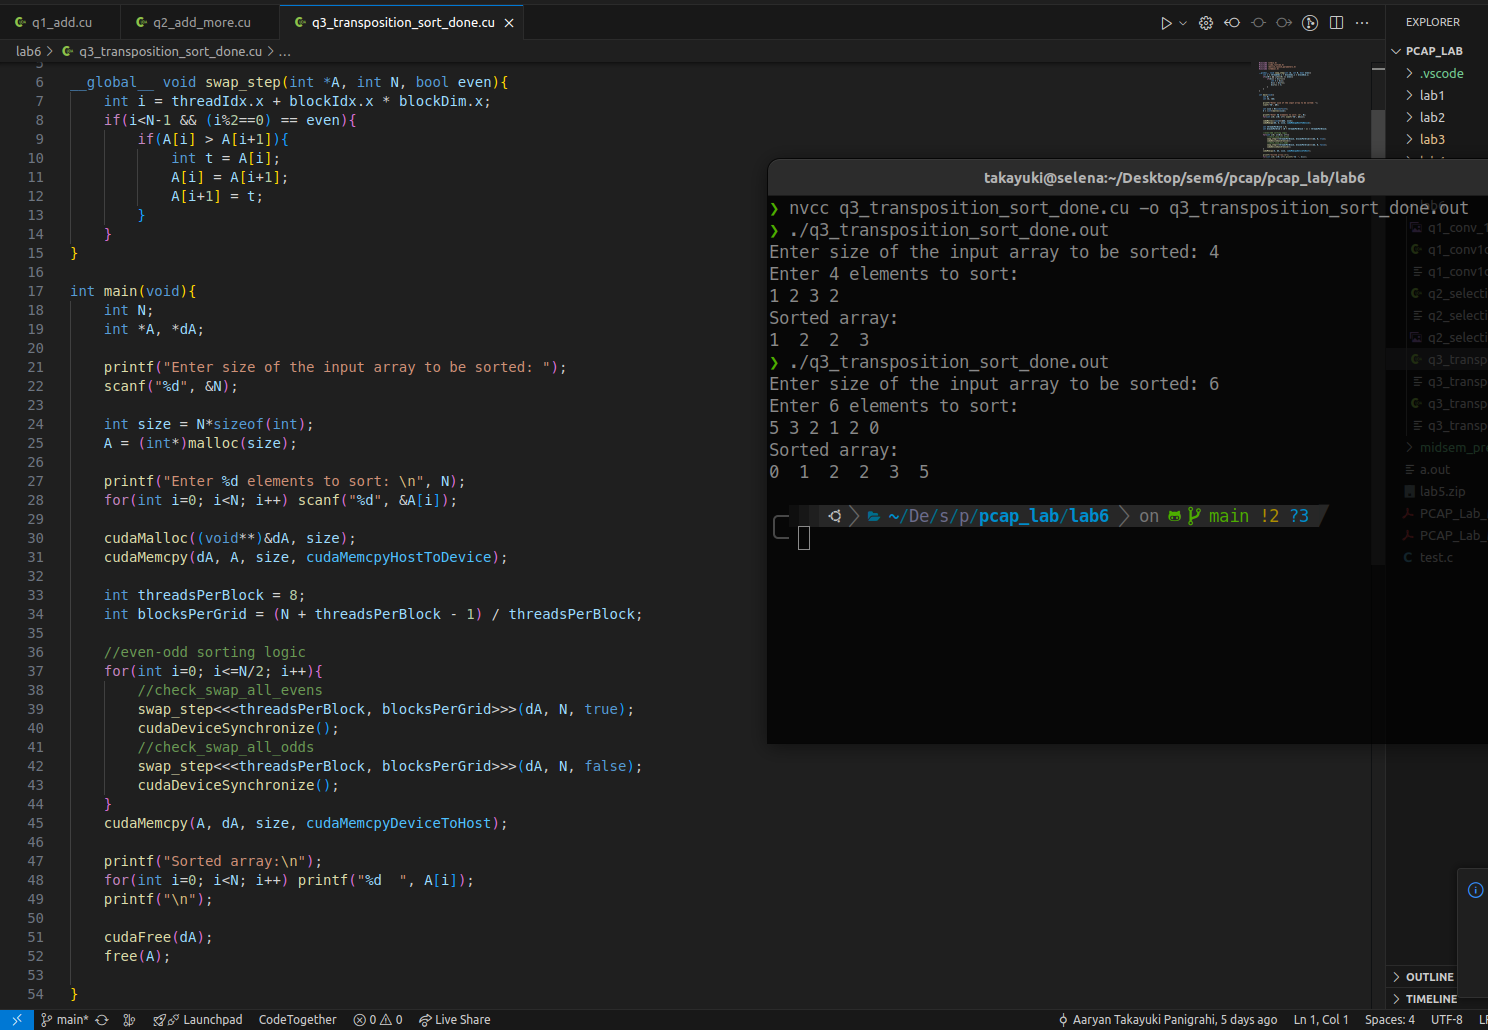 q1_add.cu
q2_add_more.cu
q3_transposition_sort_done.cu
lab6 > q3_transposition_sort_done.cu > ...
5
6 __global__ void swap_step(int *A, int N, bool even){
7 int i = threadIdx.x + blockIdx.x * blockDim.x;
8 if(i<N-1 && (i%2==0) == even){
9 if(A[i] > A[i+1]){
10 int t = A[i];
11 A[i] = A[i+1];
12 A[i+1] = t;
13 }
14 }
15 }
16
17 int main(void){
18 int N;
19 int *A, *dA;
20
21 printf("Enter size of the input array to be sorted: ");
22 scanf("%d", &N);
23
24 int size = N*sizeof(int);
25 A = (int*)malloc(size);
26
27 printf("Enter %d elements to sort: \n", N);
28 for(int i=0; i<N; i++) scanf("%d", &A[i]);
29
30 cudaMalloc((void**)&dA, size);
31 cudaMemcpy(dA, A, size, cudaMemcpyHostToDevice);
32
33 int threadsPerBlock = 8;
34 int blocksPerGrid = (N + threadsPerBlock - 1) / threadsPerBlock;
35
36 //even-odd sorting logic
37 for(int i=0; i<=N/2; i++){
38 //check_swap_all_evens
39 swap_step<<<threadsPerBlock, blocksPerGrid>>>(dA, N, true);
40 cudaDeviceSynchronize();
41 //check_swap_all_odds
42 swap_step<<<threadsPerBlock, blocksPerGrid>>>(dA, N, false);
43 cudaDeviceSynchronize();
44 }
45 cudaMemcpy(A, dA, size, cudaMemcpyDeviceToHost);
46
47 printf("Sorted array:\n");
48 for(int i=0; i<N; i++) printf("%d  ", A[i]);
49 printf("\n");
50
51 cudaFree(dA);
52 free(A);
53
54 }
takayuki@selena:~/Desktop/sem6/pcap/pcap_lab/lab6
❯ nvcc q3_transposition_sort_done.cu -o q3_transposition_sort_done.out
❯ ./q3_transposition_sort_done.out
Enter size of the input array to be sorted: 4
Enter 4 elements to sort:
1 2 3 2
Sorted array:
1  2  2  3
❯ ./q3_transposition_sort_done.out
Enter size of the input array to be sorted: 6
Enter 6 elements to sort:
5 3 2 1 2 0
Sorted array:
0  1  2  2  3  5
~/De/s/p/pcap_lab/lab6 on main !2 ?3
EXPLORER
PCAP_LAB
.vscode
lab1
lab2
lab3
q1_conv_1
q1_conv1
q1_conv1
q2_selecti
q2_selecti
q2_selecti
q3_transp
q3_transp
q3_transp
q3_transp
midsem_pr
a.out
lab5.zip
PCAP_Lab_
PCAP_Lab_
test.c
OUTLINE
TIMELINE
main*
Launchpad
CodeTogether
0
0
Live Share
Aaryan Takayuki Panigrahi, 5 days ago
Ln 1, Col 1
Spaces: 4
UTF-8